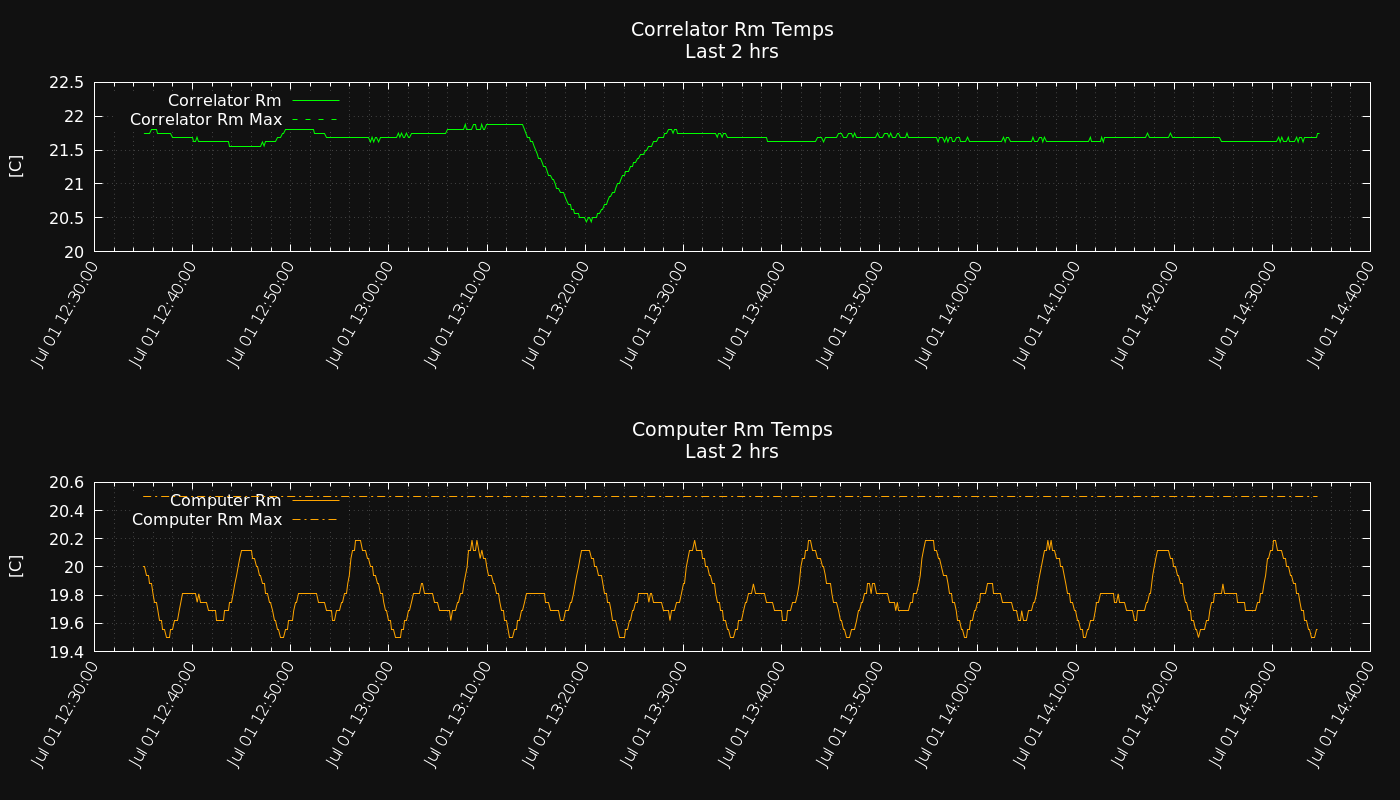 Correlator Rm Temps
Last 2 hrs
22.5
22
21.5
21
20.5
20
[C]
Correlator Rm
Correlator Rm Max
Jul 01 12:30:00
Jul 01 12:40:00
Jul 01 12:50:00
Jul 01 13:00:00
Jul 01 13:10:00
Jul 01 13:20:00
Jul 01 13:30:00
Jul 01 13:40:00
Jul 01 13:50:00
Jul 01 14:00:00
Jul 01 14:10:00
Jul 01 14:20:00
Jul 01 14:30:00
Jul 01 14:40:00
Computer Rm Temps
Last 2 hrs
20.6
20.4
20.2
20
19.8
19.6
19.4
[C]
Computer Rm
Computer Rm Max
Jul 01 12:30:00
Jul 01 12:40:00
Jul 01 12:50:00
Jul 01 13:00:00
Jul 01 13:10:00
Jul 01 13:20:00
Jul 01 13:30:00
Jul 01 13:40:00
Jul 01 13:50:00
Jul 01 14:00:00
Jul 01 14:10:00
Jul 01 14:20:00
Jul 01 14:30:00
Jul 01 14:40:00